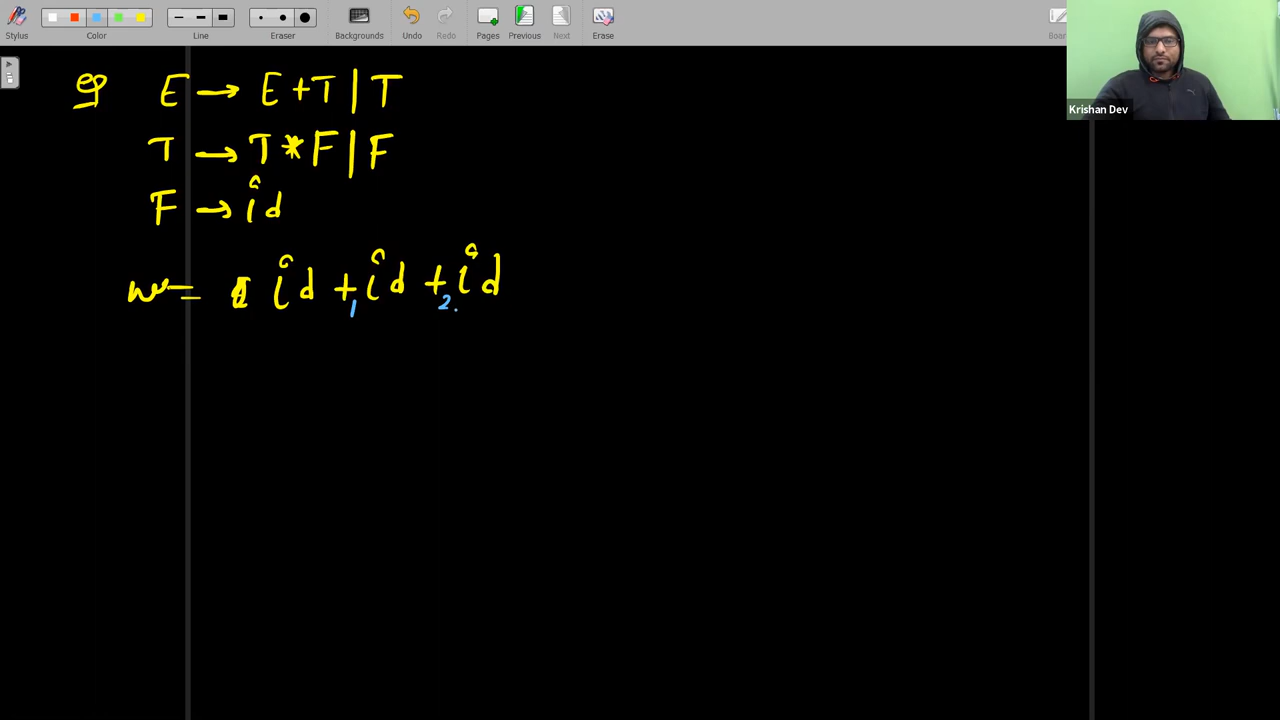 Stylus Color Line Eraser Backgrounds Undo Redo Pages Previous Next Erase
Krishan Dev
E → E + T | T
T → T * F | F
F → id
w = id + id + id
1 2.